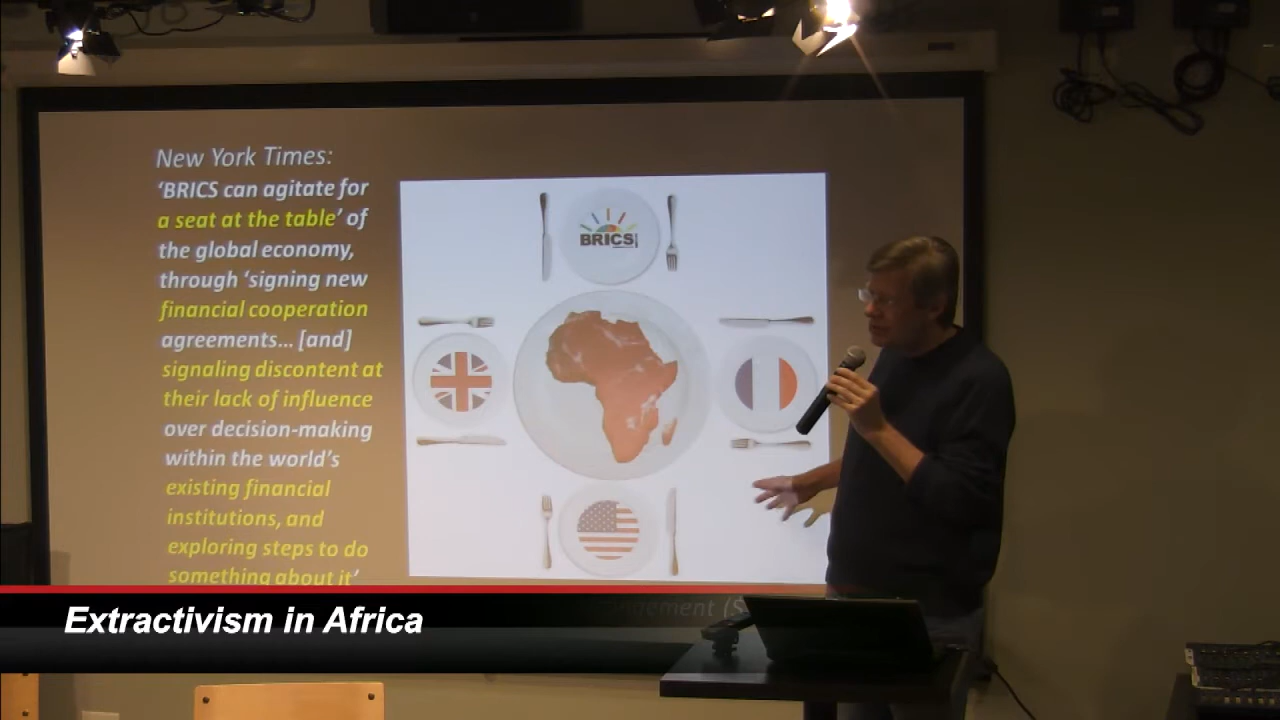 New York Times:
‘BRICS can agitate for
a seat at the table’ of
the global economy,
through ‘signing new
financial cooperation
agreements... [and]
signaling discontent at
their lack of influence
over decision-making
within the world’s
existing financial
institutions, and
exploring steps to do
something about it’
BRICS
Extractivism in Africa